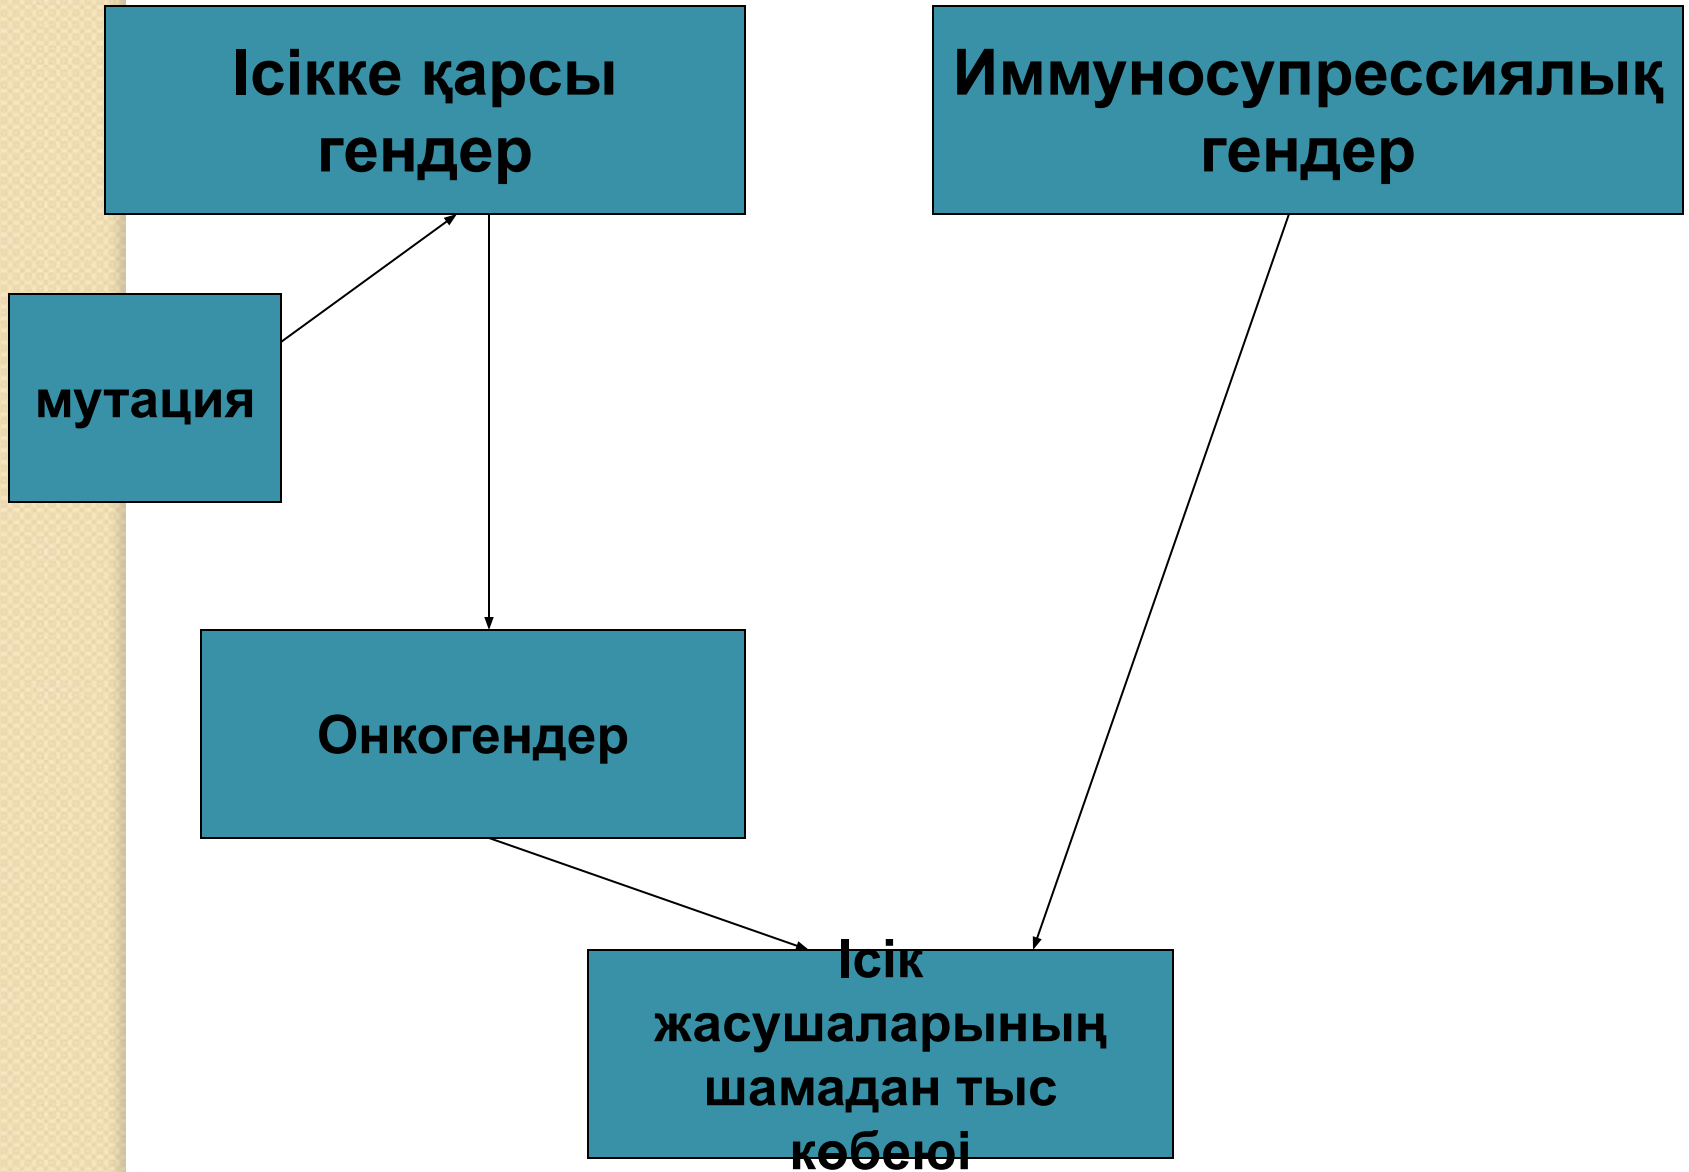 Ісікке қарсы
гендер
Иммуносупрессиялық
гендер
мутация
Онкогендер
Ісік
жасушаларының
шамадан тыс
көбеюі